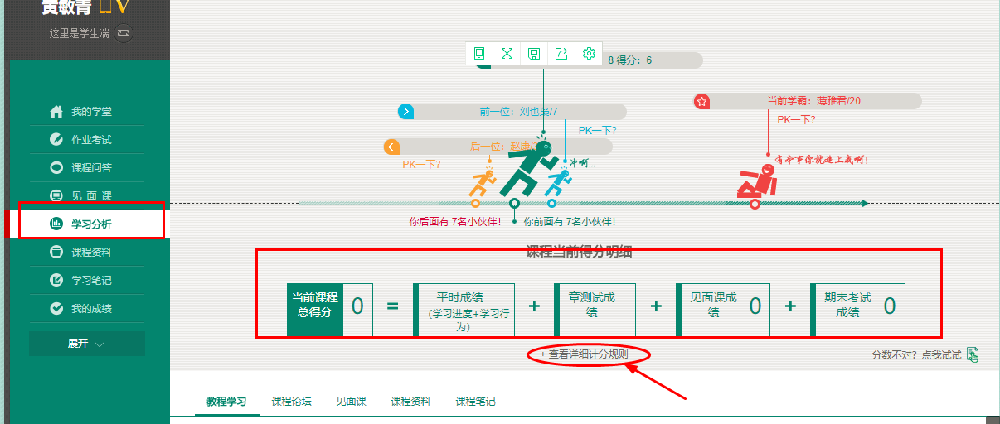 黄敏青
这里是学生端
我的学堂
作业考试
课程问答
见面课
学习分析
课程资料
学习笔记
我的成绩
展开
8 得分：6
前一位：刘也枭/7
PK一下?
后一位：赵康/
PK一下?
冲啊...
当前学霸：薄雅君/20
PK一下?
有本事你就追上我啊!
你后面有 7名小伙伴!
你前面有 7名小伙伴!
课程当前得分明细
当前课程
总得分
0
=
平时成绩
（学习进度+学习行
为）
+
章测试成
绩
+
见面课成
绩
0
+
期末考试
成绩
0
+ 查看详细计分规则
分数不对？点我试试
教程学习 课程论坛 见面课 课程资料 课程笔记